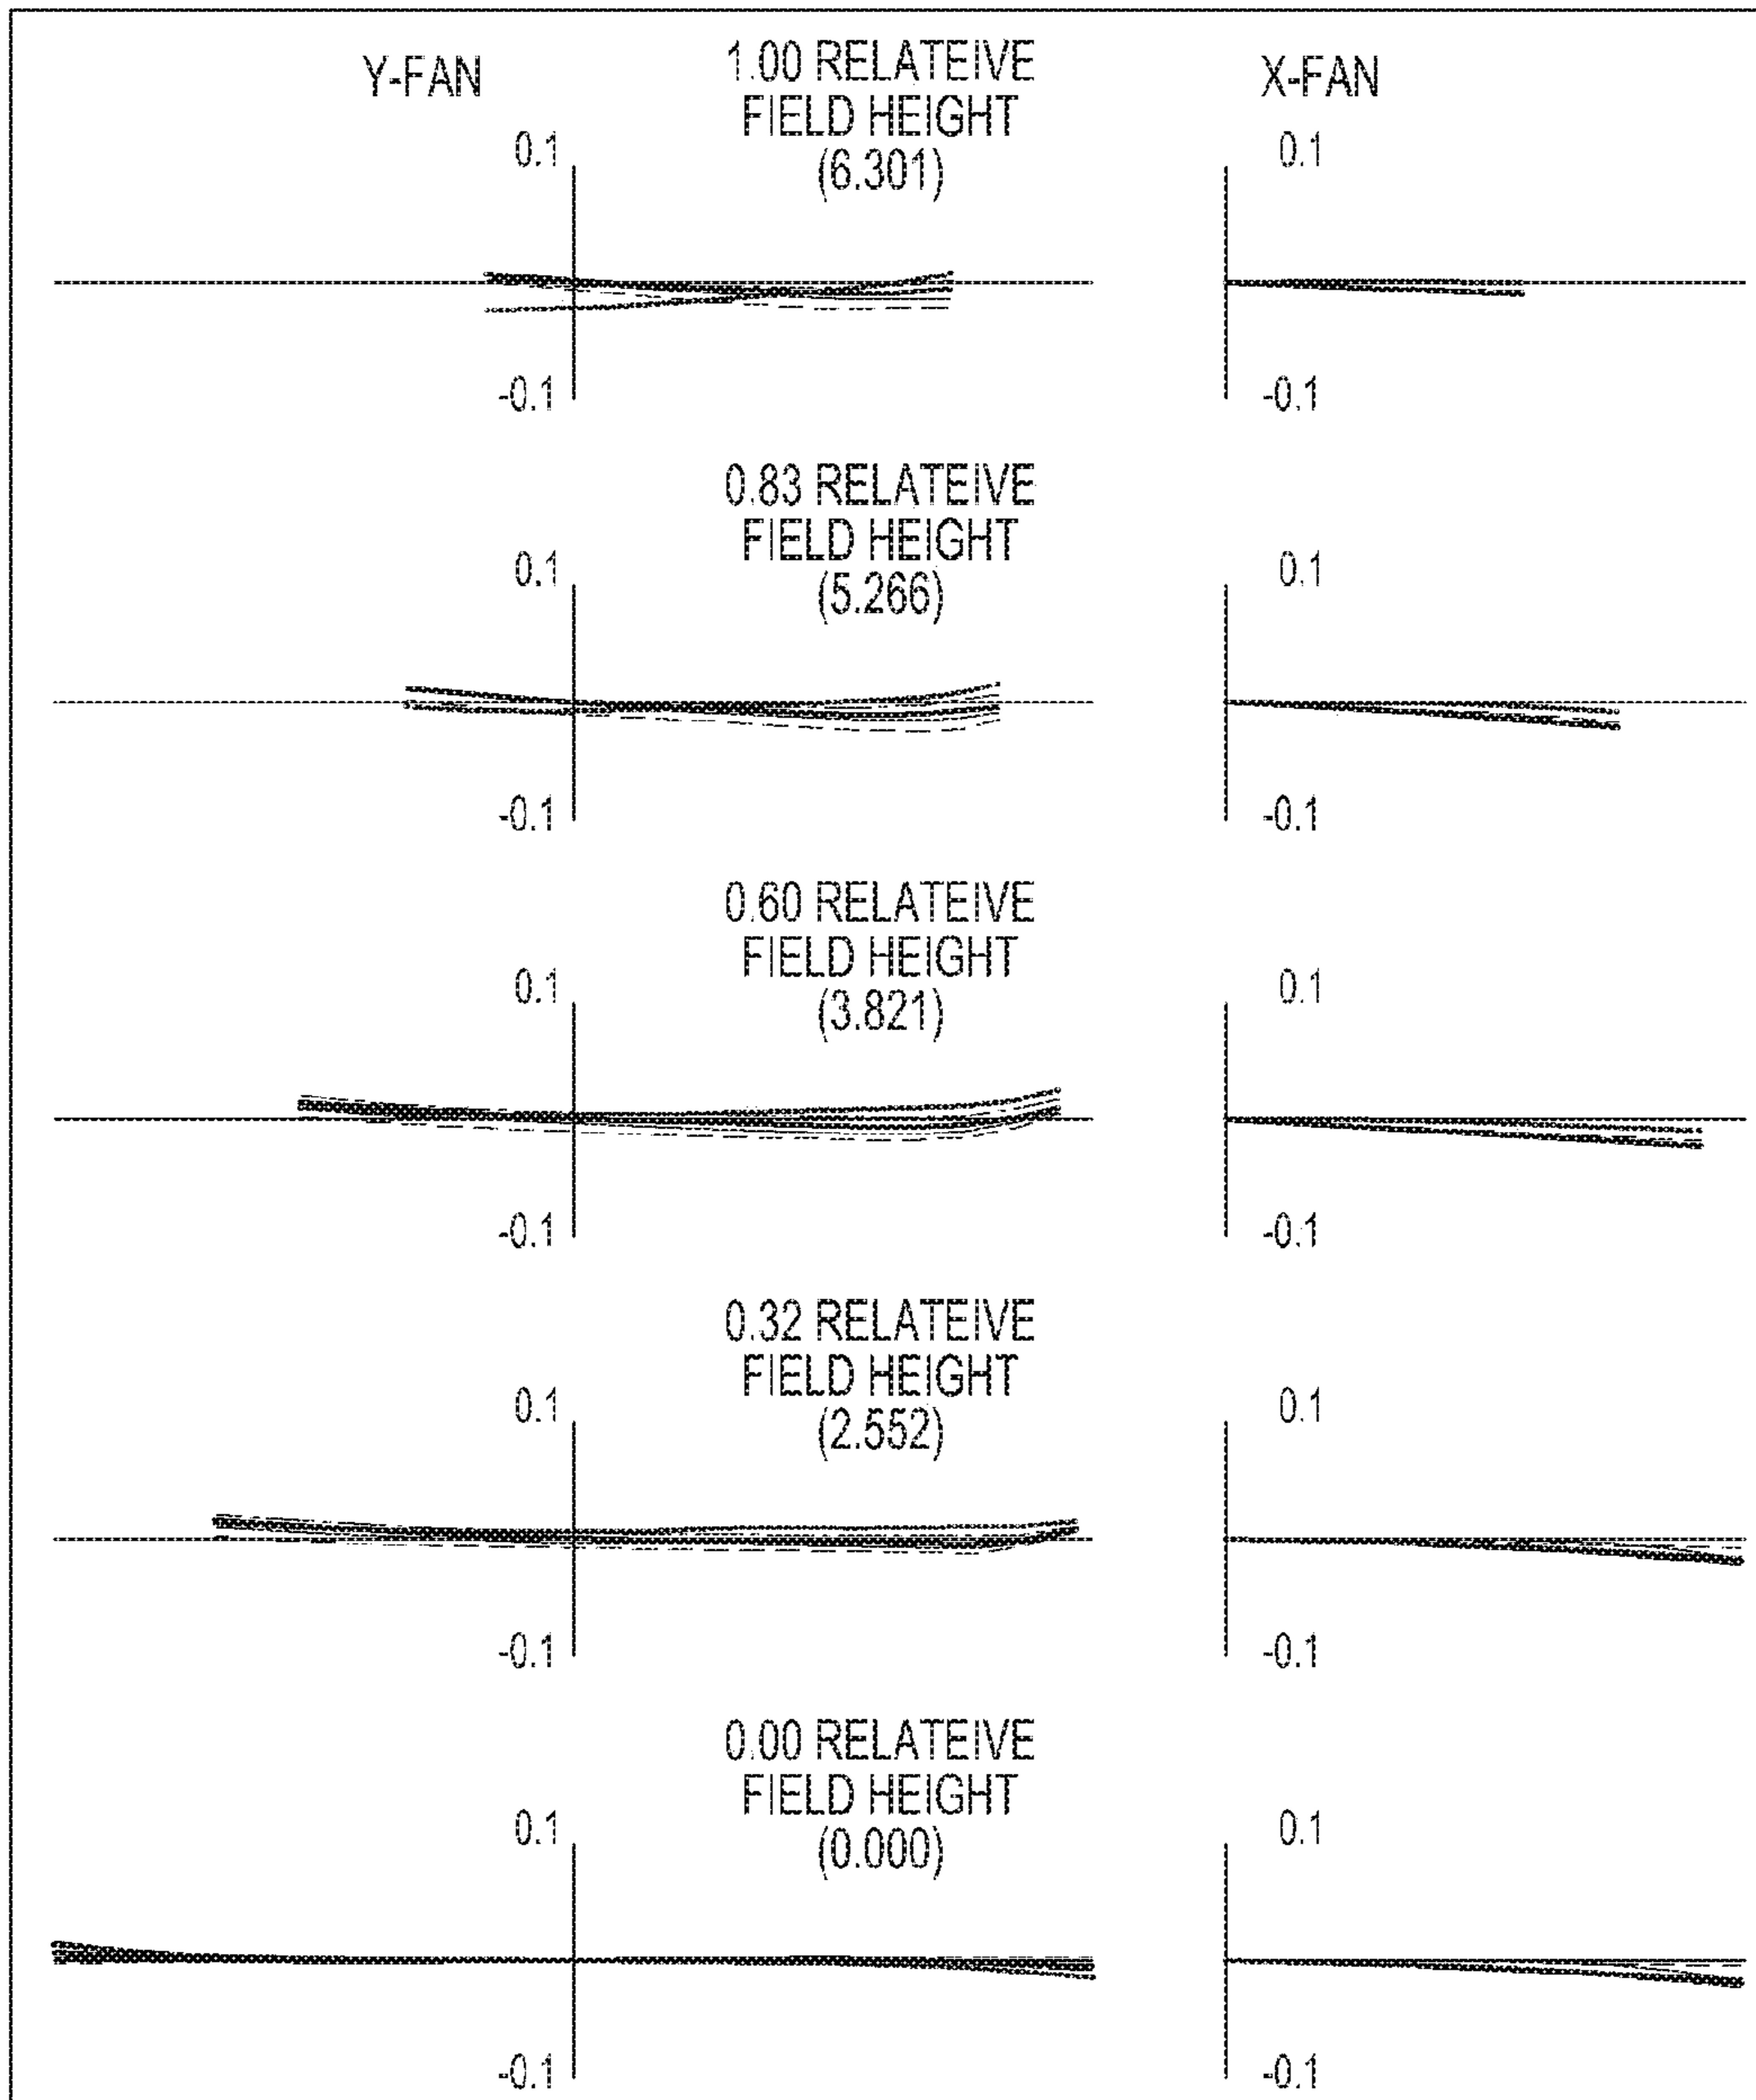 Y-FAN
1.00 RELATEIVE
FIELD HEIGHT
(6.301)
X-FAN
0.1
0.1
-0.1
-0.1
0.83 RELATEIVE
FIELD HEIGHT
(5.266)
0.1
0.1
-0.1
-0.1
0.60 RELATEIVE
FIELD HEIGHT
(3.821)
0.1
0.1
-0.1
-0.1
0.32 RELATEIVE
FIELD HEIGHT
(2.552)
0.1
0.1
-0.1
-0.1
0.00 RELATEIVE
FIELD HEIGHT
(0.000)
0.1
0.1
-0.1
-0.1